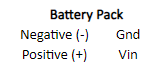 Battery Pack
Negative (-) Gnd
Positive (+) Vin